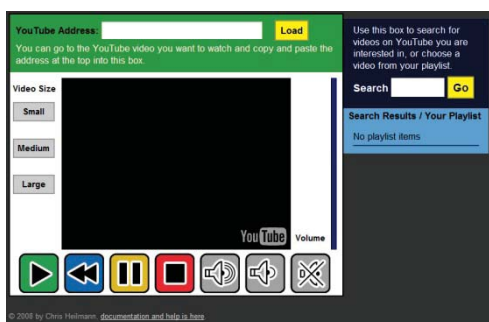 YouTube Address:
Load
You can go to the YouTube video you want to watch and copy and paste the
address at the top into this box.
Use this box to search for
videos on YouTube you are
interested in, or choose a
video from your playlist.
Search
Go
Video Size
Small
Medium
Large
YouTube
Volume
Search Results / Your Playlist
No playlist items
© 2008 by Chris Heilmann, documentation and help is here.